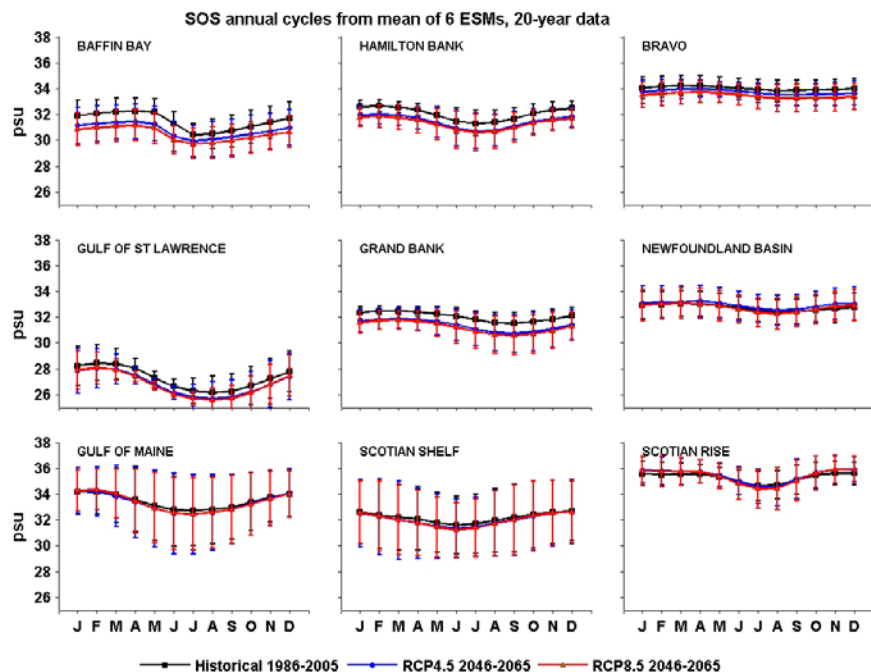 SOS annual cycles from mean of 6 ESMs, 20-year data
38
36
34
32
30
28
26
psu
BAFFIN BAY
HAMILTON BANK
BRAVO
38
36
34
32
30
28
26
psu
GULF OF ST LAWRENCE
GRAND BANK
NEWFOUNDLAND BASIN
38
36
34
32
30
28
26
psu
GULF OF MAINE
SCOTIAN SHELF
SCOTIAN RISE
J F M A M J J A S O N D
J F M A M J J A S O N D
J F M A M J J A S O N D
Historical 1986-2005 RCP4.5 2046-2065 RCP8.5 2046-2065